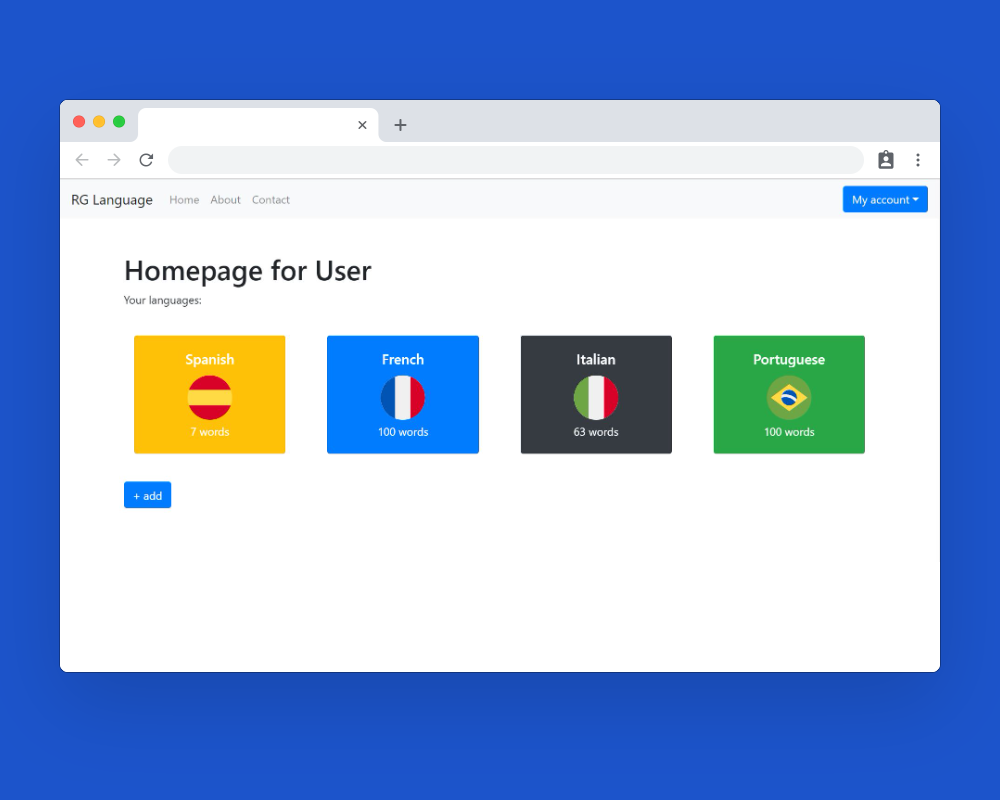 RG Language Home About Contact My account
Homepage for User
Your languages:
Spanish French Italian Portuguese
7 words 100 words 63 words 100 words
+ add